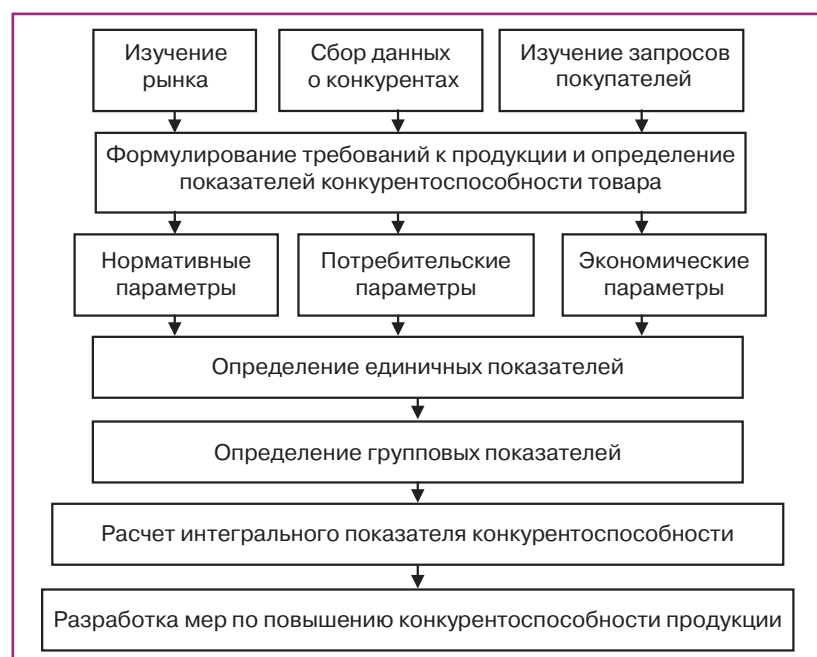 Изучение
рынка
Сбор данных
о конкурентах
Изучение запросов
покупателей
Формулирование требований к продукции и определение
показателей конкурентоспособности товара
Нормативные
параметры
Потребительские
параметры
Экономические
параметры
Определение единичных показателей
Определение групповых показателей
Расчет интегрального показателя конкурентоспособности
Разработка мер по повышению конкурентоспособности продукции